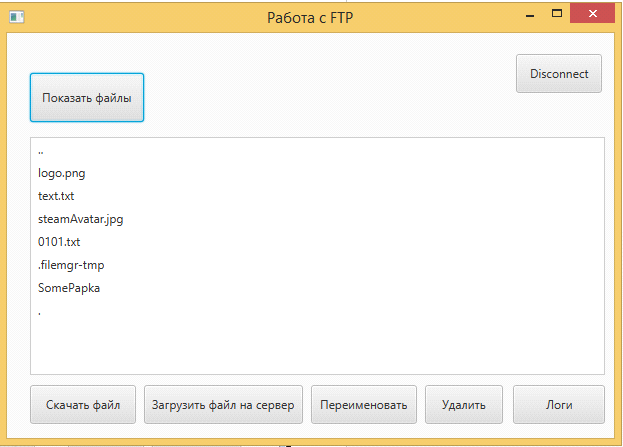 Работа с FTP
Disconnect
Показать файлы
..
logo.png
text.txt
steamAvatar.jpg
0101.txt
.filemgr-tmp
SomePapka
.
Скачать файл
Загрузить файл на сервер
Переименовать
Удалить
Логи